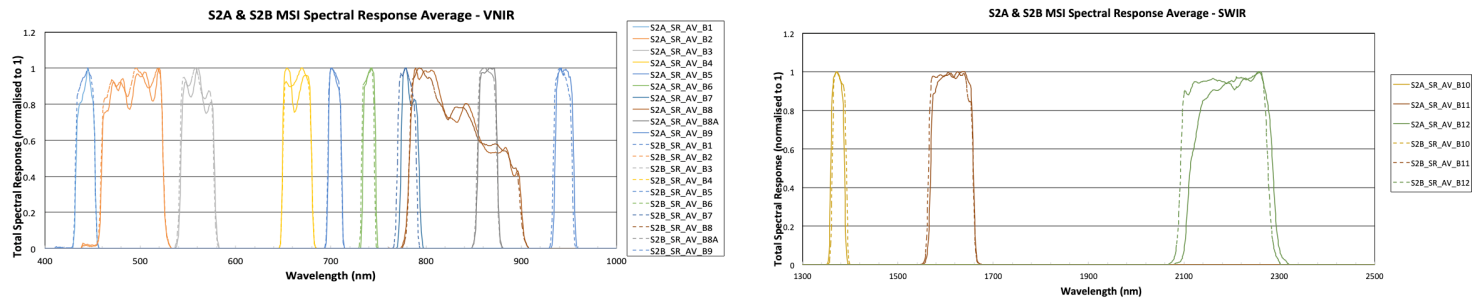 S2A & S2B MSI Spectral Response Average - VNIR
Total Spectral Response (normalised to 1)
1.2
1
0.8
0.6
0.4
0.2
0
400
500
600
700
800
900
1000
Wavelength (nm)
S2A_SR_AV_B1
S2A_SR_AV_B2
S2A_SR_AV_B3
S2A_SR_AV_B4
S2A_SR_AV_B5
S2A_SR_AV_B6
S2A_SR_AV_B7
S2A_SR_AV_B8
S2A_SR_AV_B8A
S2A_SR_AV_B9
S2B_SR_AV_B1
S2B_SR_AV_B2
S2B_SR_AV_B3
S2B_SR_AV_B4
S2B_SR_AV_B5
S2B_SR_AV_B6
S2B_SR_AV_B7
S2B_SR_AV_B8
S2B_SR_AV_B8A
S2B_SR_AV_B9
S2A & S2B MSI Spectral Response Average - SWIR
Total Spectral Response (normalised to 1)
1.2
1
0.8
0.6
0.4
0.2
0
1300
1500
1700
1900
2100
2300
2500
Wavelength (nm)
S2A_SR_AV_B10
S2A_SR_AV_B11
S2A_SR_AV_B12
S2B_SR_AV_B10
S2B_SR_AV_B11
S2B_SR_AV_B12